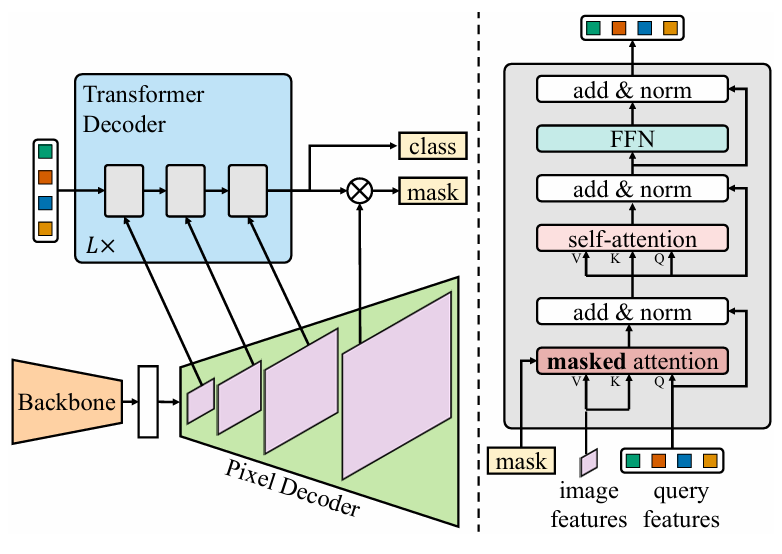 Transformer
Decoder
L×
class
mask
Backbone
Pixel Decoder
add & norm
FFN
add & norm
self-attention
V K Q
add & norm
masked attention
V K Q
mask
image
features
query
features